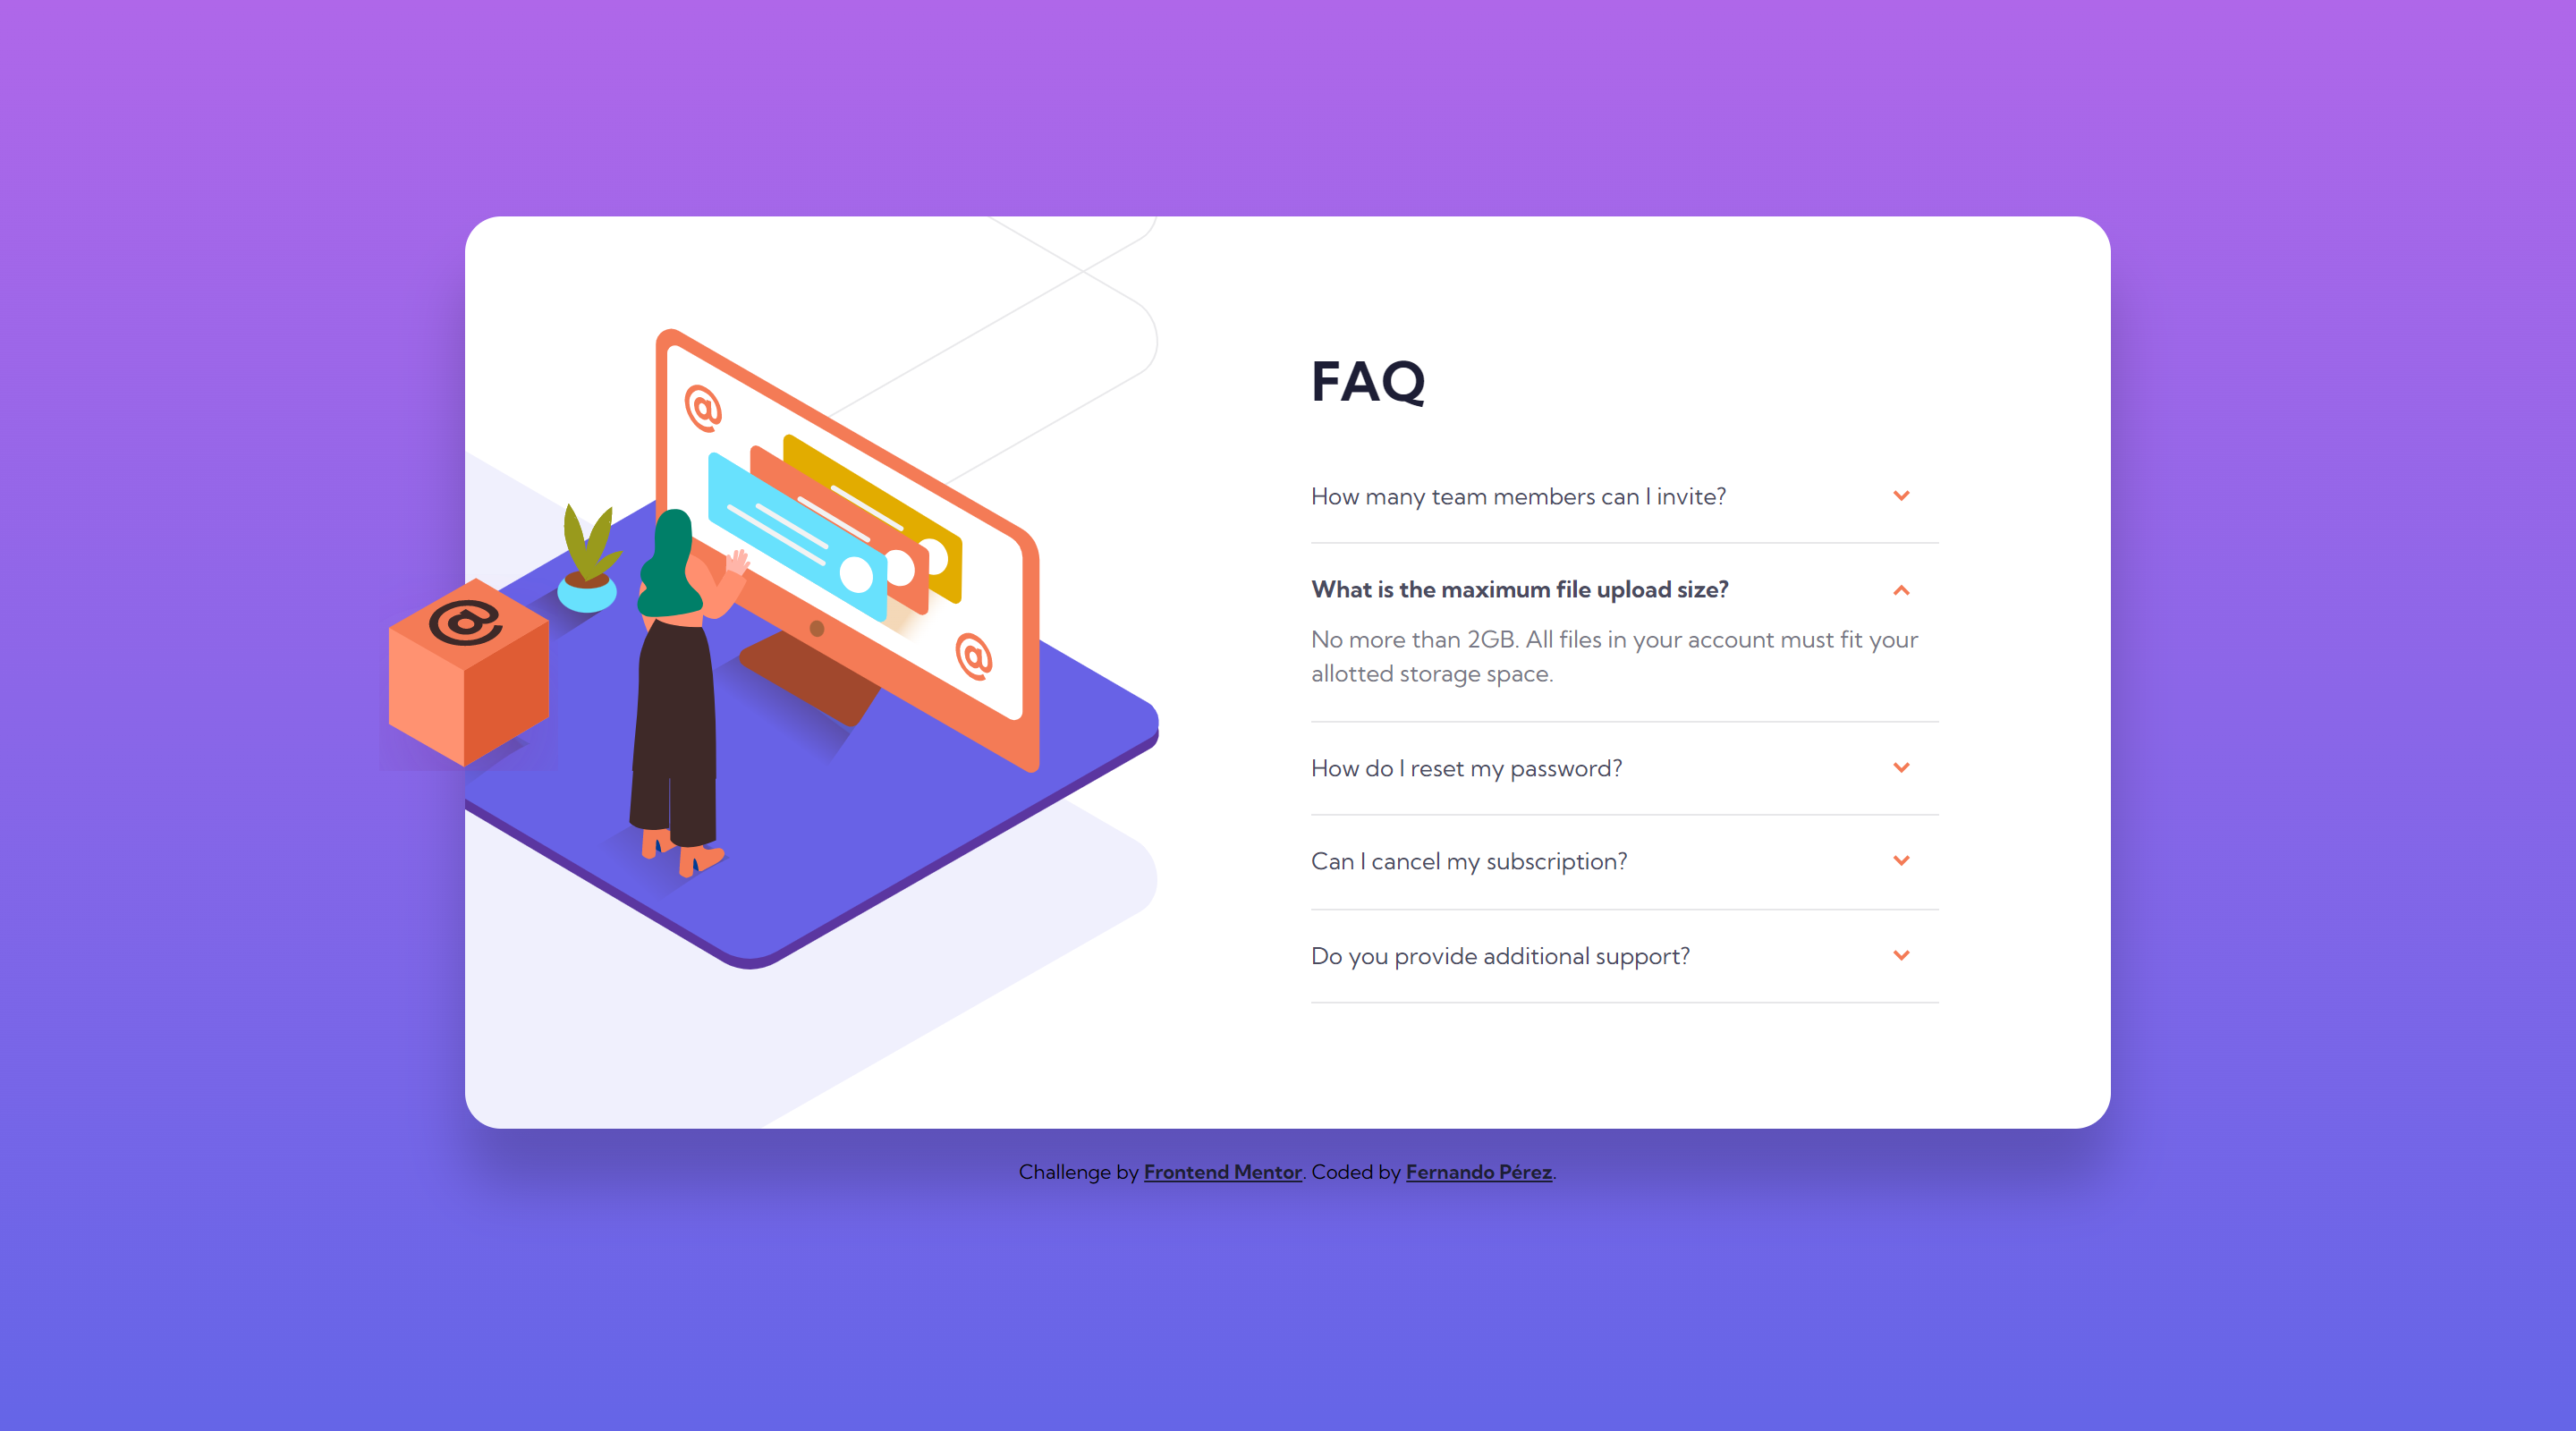 FAQ
How many team members can I invite?
What is the maximum file upload size?
No more than 2GB. All files in your account must fit your
allotted storage space.
How do I reset my password?
Can I cancel my subscription?
Do you provide additional support?
@
@
@
Challenge by Frontend Mentor. Coded by Fernando Pérez.